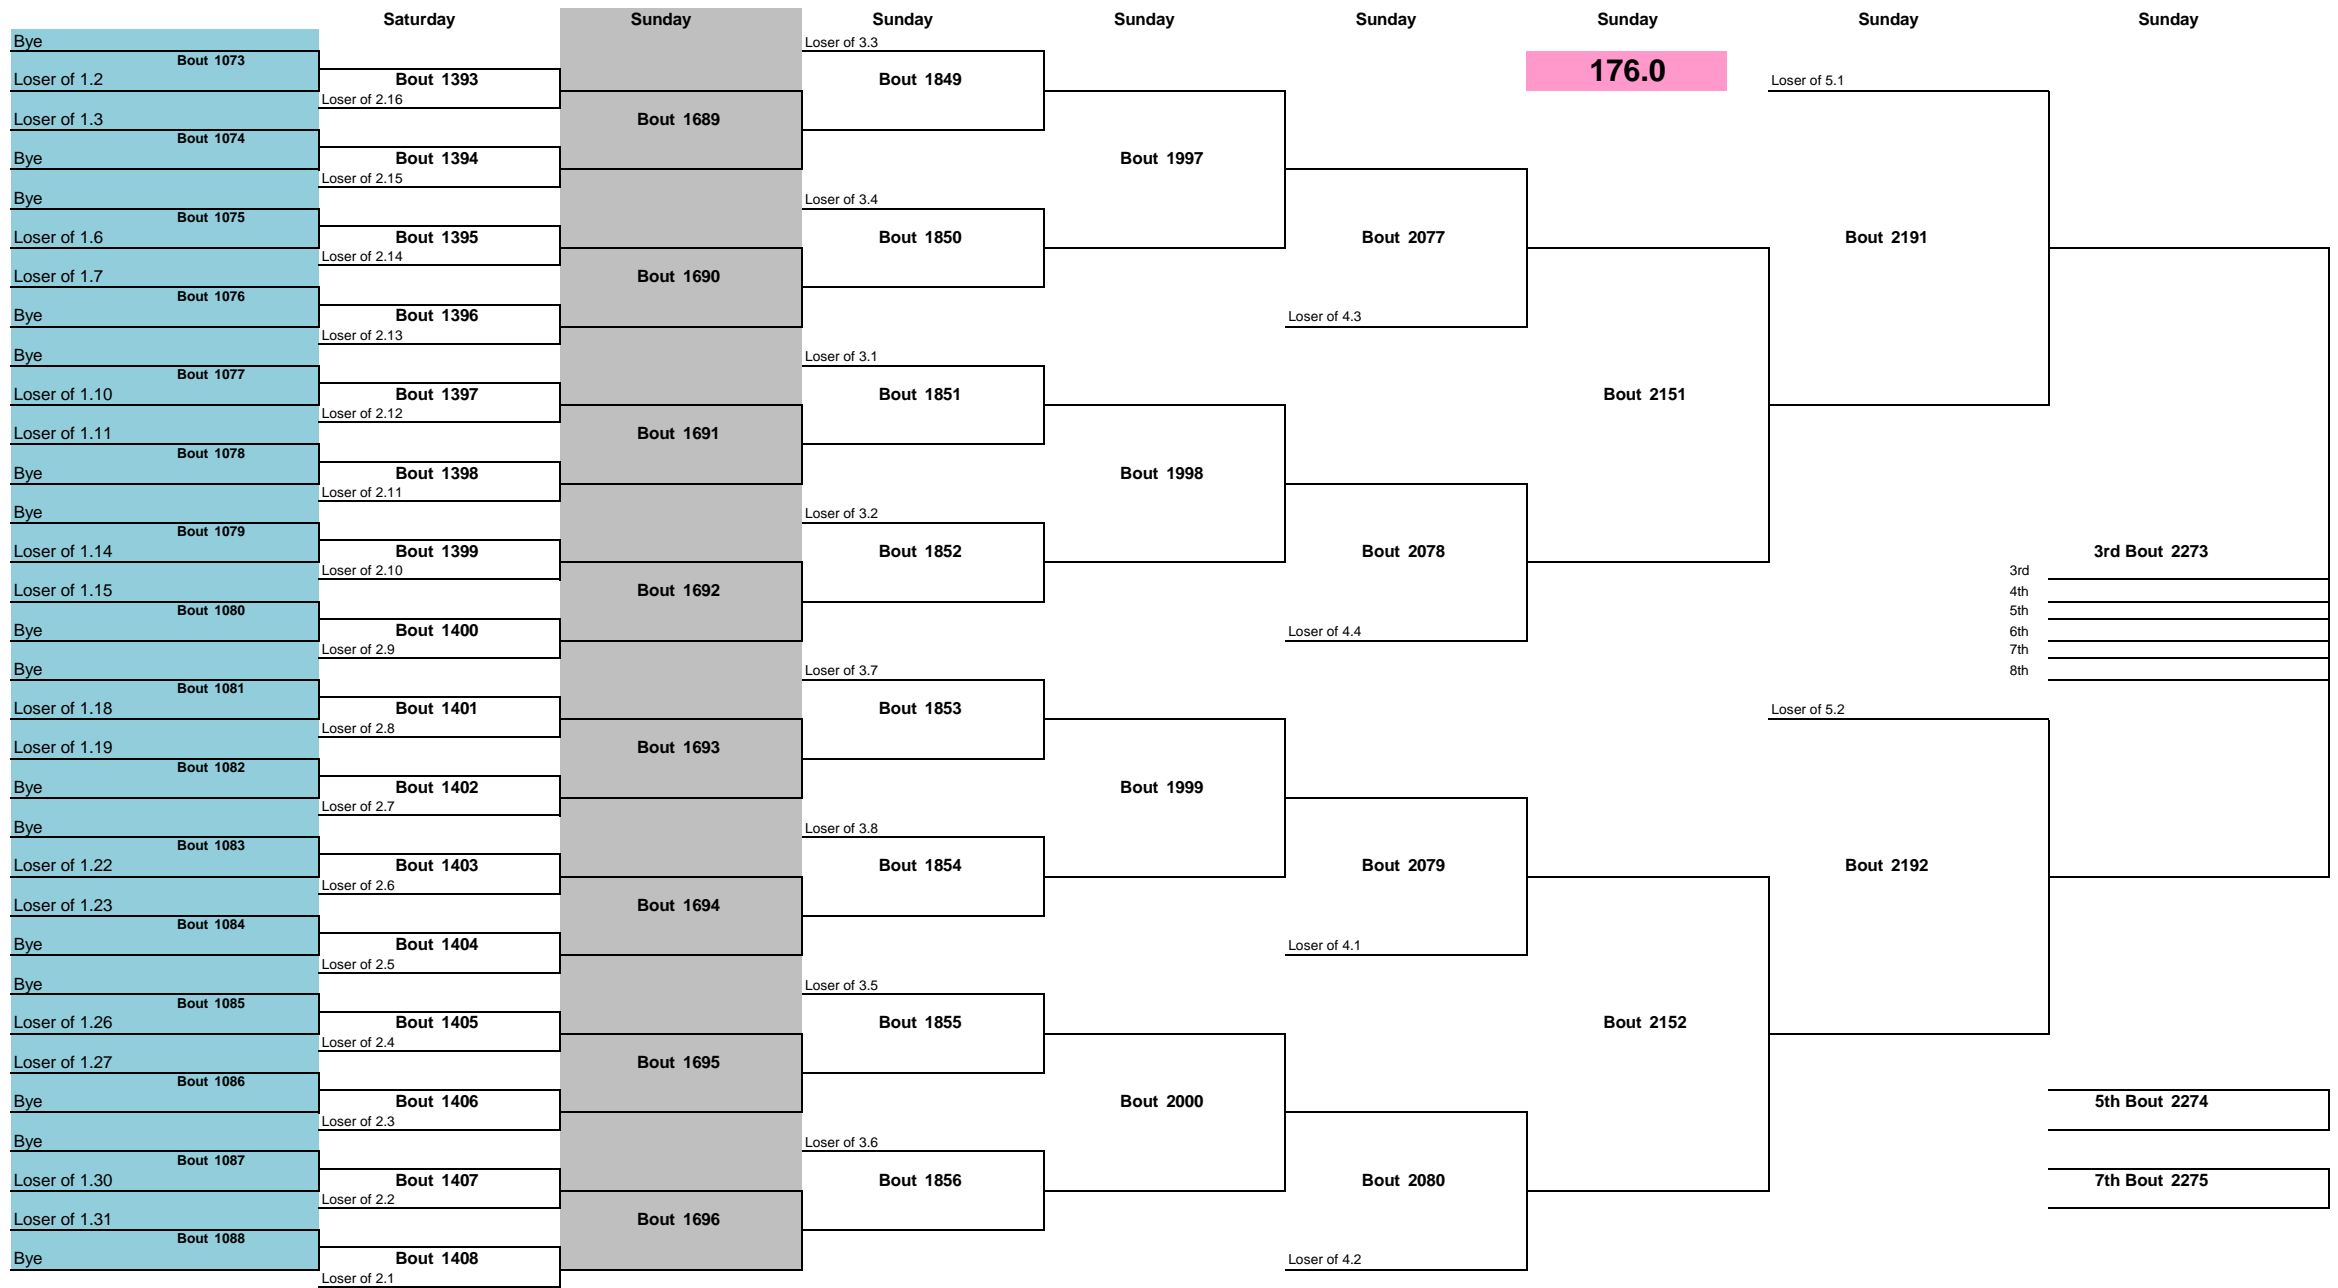 Saturday
Sunday
Sunday
Sunday
Sunday
Sunday
Sunday
Sunday
176.0
Bye
Bout 1073
Loser of 1.2
Loser of 1.3
Bout 1074
Bye
Bye
Bout 1075
Loser of 1.6
Loser of 1.7
Bout 1076
Bye
Bye
Bout 1077
Loser of 1.10
Loser of 1.11
Bout 1078
Bye
Bye
Bout 1079
Loser of 1.14
Loser of 1.15
Bout 1080
Bye
Bye
Bout 1081
Loser of 1.18
Loser of 1.19
Bout 1082
Bye
Bye
Bout 1083
Loser of 1.22
Loser of 1.23
Bout 1084
Bye
Bye
Bout 1085
Loser of 1.26
Loser of 1.27
Bout 1086
Bye
Bye
Bout 1087
Loser of 1.30
Loser of 1.31
Bout 1088
Bye
Bout 1393
Loser of 2.16
Bout 1394
Loser of 2.15
Bout 1395
Loser of 2.14
Bout 1396
Loser of 2.13
Bout 1397
Loser of 2.12
Bout 1398
Loser of 2.11
Bout 1399
Loser of 2.10
Bout 1400
Loser of 2.9
Bout 1401
Loser of 2.8
Bout 1402
Loser of 2.7
Bout 1403
Loser of 2.6
Bout 1404
Loser of 2.5
Bout 1405
Loser of 2.4
Bout 1406
Loser of 2.3
Bout 1407
Loser of 2.2
Bout 1408
Loser of 2.1
Bout 1689
Bout 1690
Bout 1691
Bout 1692
Bout 1693
Bout 1694
Bout 1695
Bout 1696
Loser of 3.3
Bout 1849
Loser of 3.4
Bout 1850
Loser of 3.1
Bout 1851
Loser of 3.2
Bout 1852
Loser of 3.7
Bout 1853
Loser of 3.8
Bout 1854
Loser of 3.5
Bout 1855
Loser of 3.6
Bout 1856
Bout 1997
Bout 1998
Bout 1999
Bout 2000
Bout 2077
Loser of 4.3
Bout 2078
Loser of 4.4
Bout 2079
Loser of 4.1
Bout 2080
Loser of 4.2
Bout 2151
Bout 2152
Loser of 5.1
Bout 2191
Loser of 5.2
Bout 2192
3rd Bout 2273
3rd
4th
5th
6th
7th
8th
5th Bout 2274
7th Bout 2275